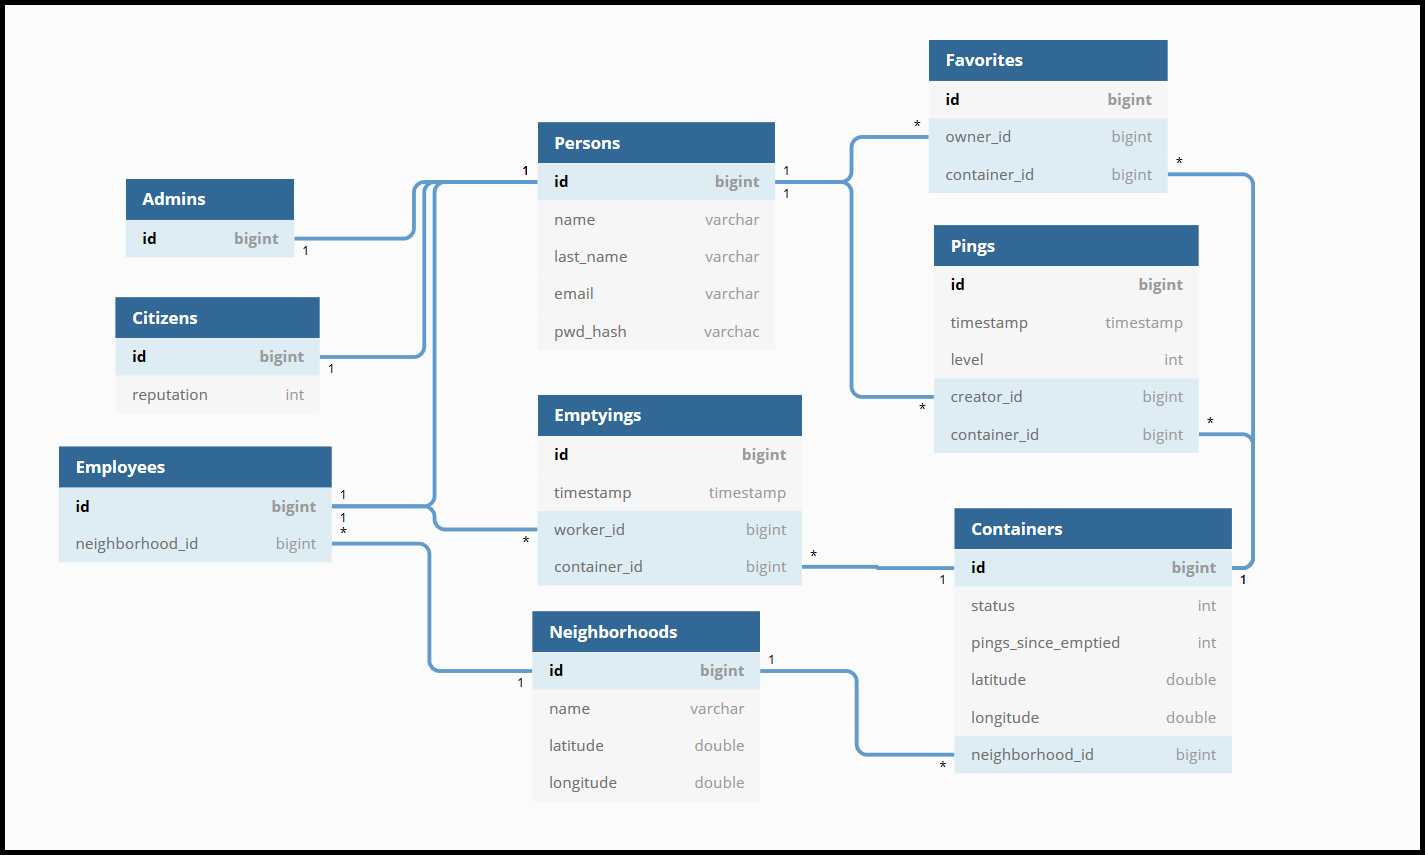 Favorites
id bigint
owner_id bigint
container_id bigint
*
*
Persons
id bigint
name varchar
last_name varchar
email varchar
pwd_hash varchac
1
1
1
Admins
id bigint
1
Pings
id bigint
timestamp timestamp
level int
creator_id bigint
container_id bigint
*
*
Citizens
id bigint
reputation int
1
Emptyings
id bigint
timestamp timestamp
worker_id bigint
container_id bigint
*
*
Employees
id bigint
neighborhood_id bigint
1
1
*
Containers
id bigint
status int
pings_since_emptied int
latitude double
longitude double
neighborhood_id bigint
1
1
*
Neighborhoods
id bigint
name varchar
latitude double
longitude double
1
1